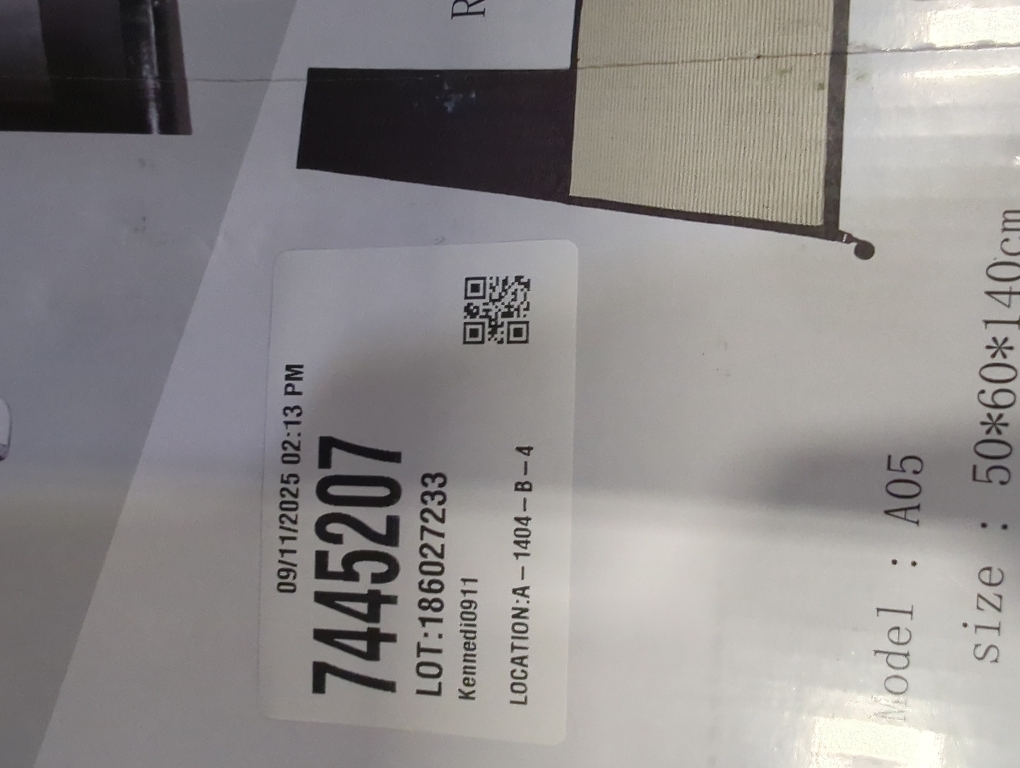 09/11/2025 02:13 PM
7445207
LOT:186027233
Kennedi0911
LOCATION:A-1404-B-4
Model : A05
size : 50*60*140cm